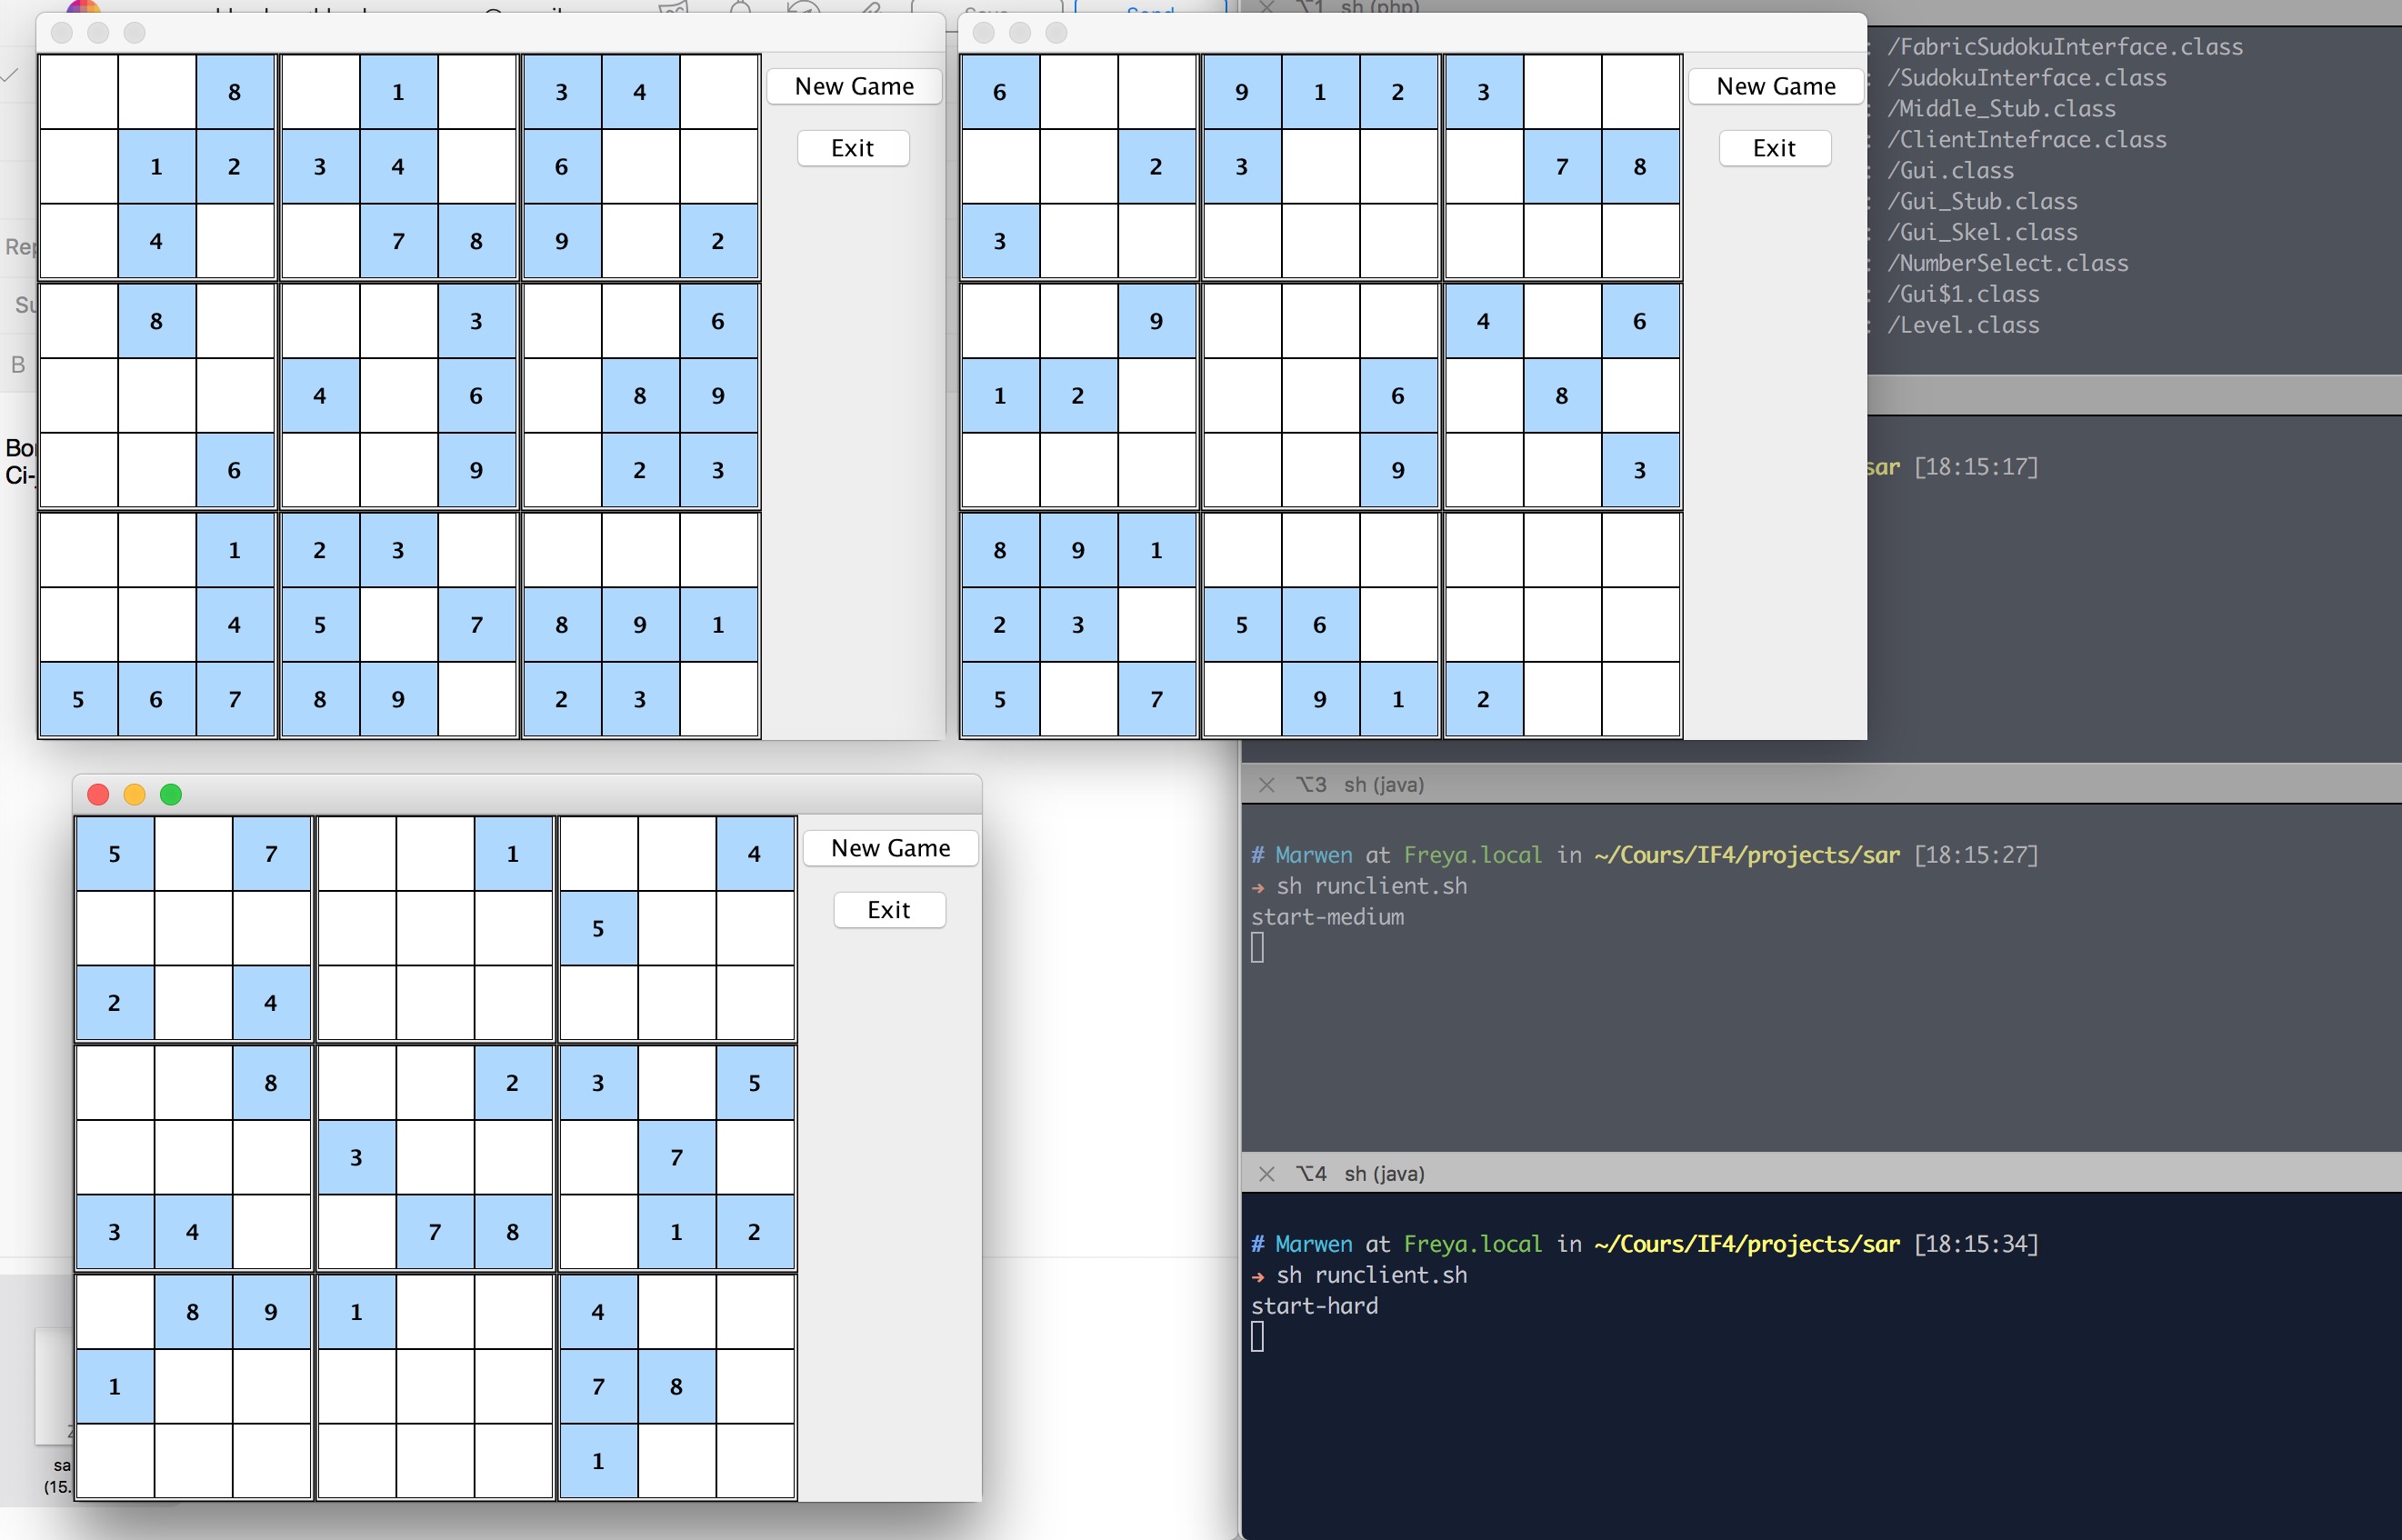 Save Send
8 1 3 4
1 2 3 4 6
4 7 8 9 2
8 3 6
4 6 8 9
6 9 2 3
1 2 3
4 5 7 8 9 1
5 6 7 8 9 2 3
New Game
Exit
6 9 1 2 3
2 3 7 8
3
9 4 6
1 2 6 8
9 3
8 9 1
2 3 5 6
5 7 9 1 2
New Game
Exit
5 7 1 4
5
2 4
8 2 3 5
3 7
3 4 7 8 1 2
8 9 1 4
1 7 8
1
New Game
Exit
⌥1 sh (php)
: /FabricSudokuInterface.class
: /SudokuInterface.class
: /Middle_Stub.class
: /ClientIntefrace.class
: /Gui.class
: /Gui_Stub.class
: /Gui_Skel.class
: /NumberSelect.class
: /Gui$1.class
: /Level.class
sar [18:15:17]
⌥3 sh (java)
# Marwen at Freya.local in ~/Cours/IF4/projects/sar [18:15:27]
→ sh runclient.sh
start-medium
⌥4 sh (java)
# Marwen at Freya.local in ~/Cours/IF4/projects/sar [18:15:34]
→ sh runclient.sh
start-hard
B
(15.